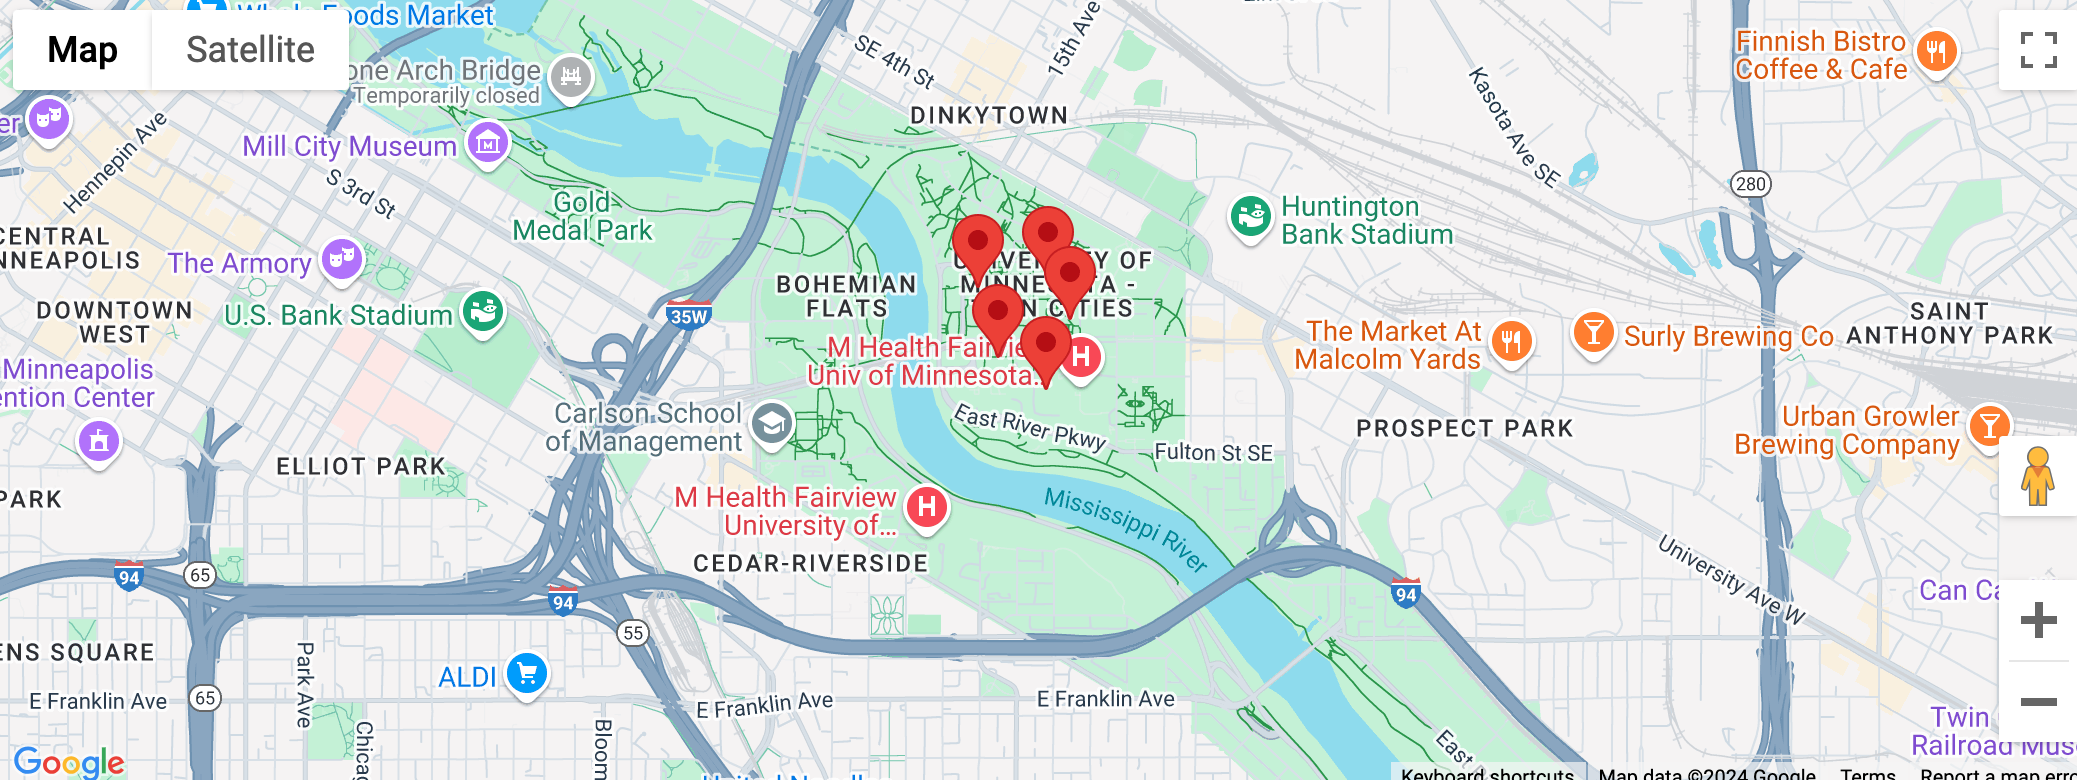 Whole Foods Market
Map
Satellite
one Arch Bridge
Temporarily closed
SE 4th St
15th Ave
Finnish Bistro
Coffee & Cafe
Kasota Ave SE
DINKYTOWN
er
Hennepin Ave
Mill City Museum
S 3rd St
280
Gold
Medal Park
Huntington
Bank Stadium
CENTRAL
NNEAPOLIS
The Armory
UNIVERSITY OF
MINNESOTA -
TWIN CITIES
BOHEMIAN
FLATS
DOWNTOWN
WEST
U.S. Bank Stadium
35W
SAINT
ANTHONY PARK
The Market At
Malcolm Yards
Surly Brewing Co
M Health Fairview
Univ of Minnesota...
H
Minneapolis
ention Center
Carlson School
of Management
East River Pkwy
Fulton St SE
PROSPECT PARK
Urban Growler
Brewing Company
ELLIOT PARK
PARK
M Health Fairview
University of...
H
Mississippi River
CEDAR-RIVERSIDE
94
65
94
94
University Ave W
Can Ca
55
ENS SQUARE
Park Ave
ALDI
65
E Franklin Ave
E Franklin Ave
E Franklin Ave
Chicag
Bloom
East
Twin
Railroad Mus
Google
Keyboard shortcuts
Map data ©2024 Google
Terms
Report a map erro